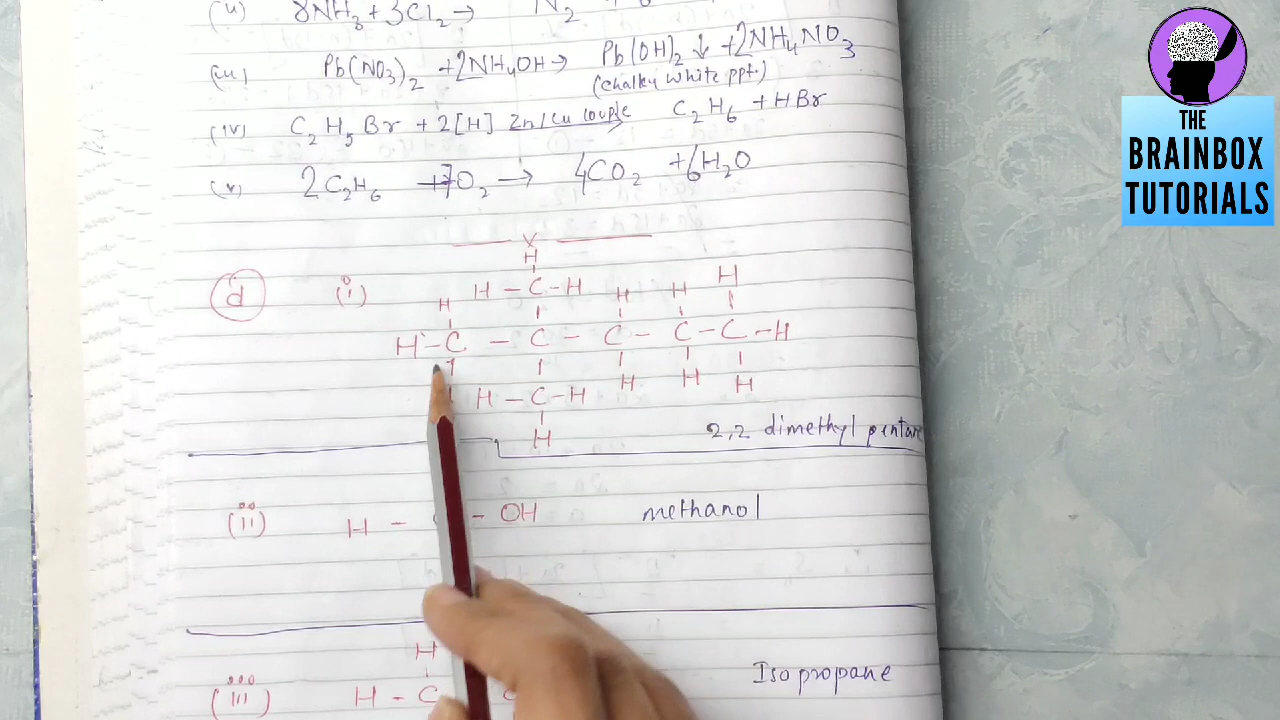 (ii) 8NH3 + 3Cl2 → N2 +
(iii) Pb(NO3)2 + 2NH4OH → Pb(OH)2 ↓ + 2NH4NO3
(chalky white ppt.)
(iv) C2H5Br + 2[H] Zn/Cu couple → C2H6 + HBr
(v) 2C2H6 + 7O2 → 4CO2 + 6H2O
X
H
d (i) H – C – H
H H H H
H – C – C – C – C – C – H
H – C – H H H H
H
2,2 dimethyl pentane
(ii) H – – OH methanol
H
(iii) H – C Isopropane
THE
BRAINBOX
TUTORIALS